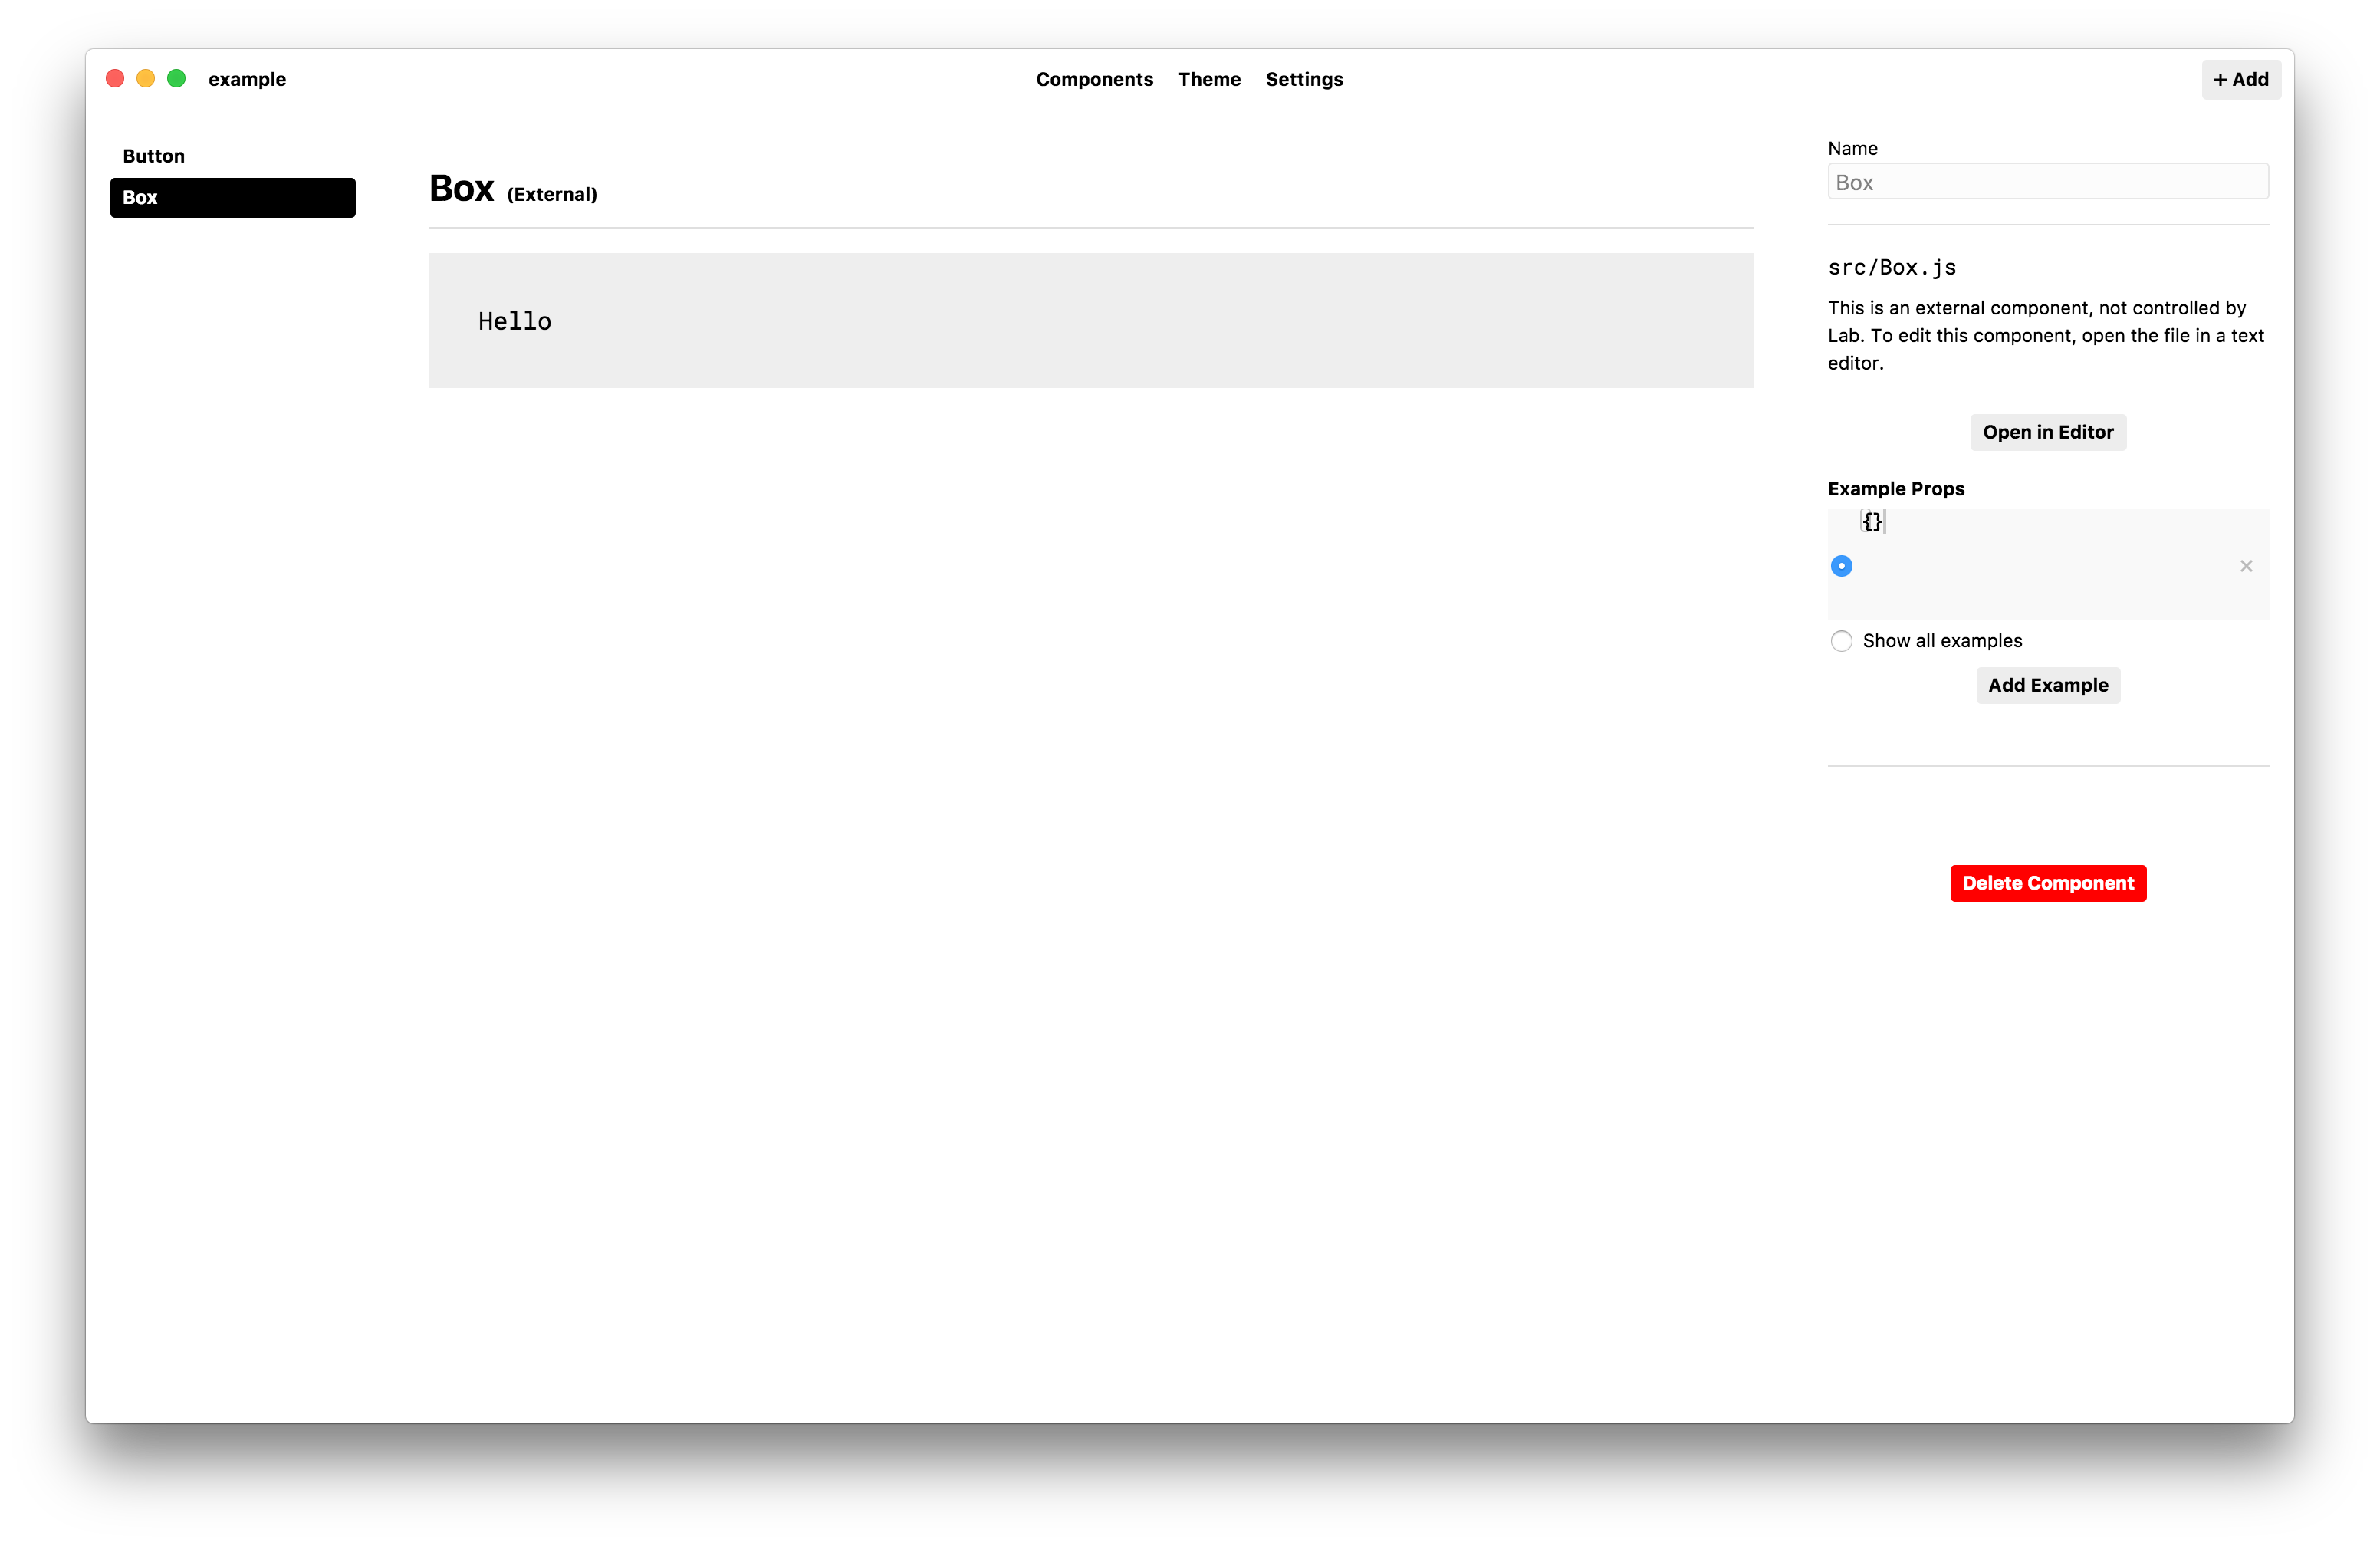 example
Components Theme Settings
+ Add
Button
Box
Box (External)
Hello
Name
Box
src/Box.js
This is an external component, not controlled by
Lab. To edit this component, open the file in a text
editor.
Open in Editor
Example Props
{}
×
Show all examples
Add Example
Delete Component